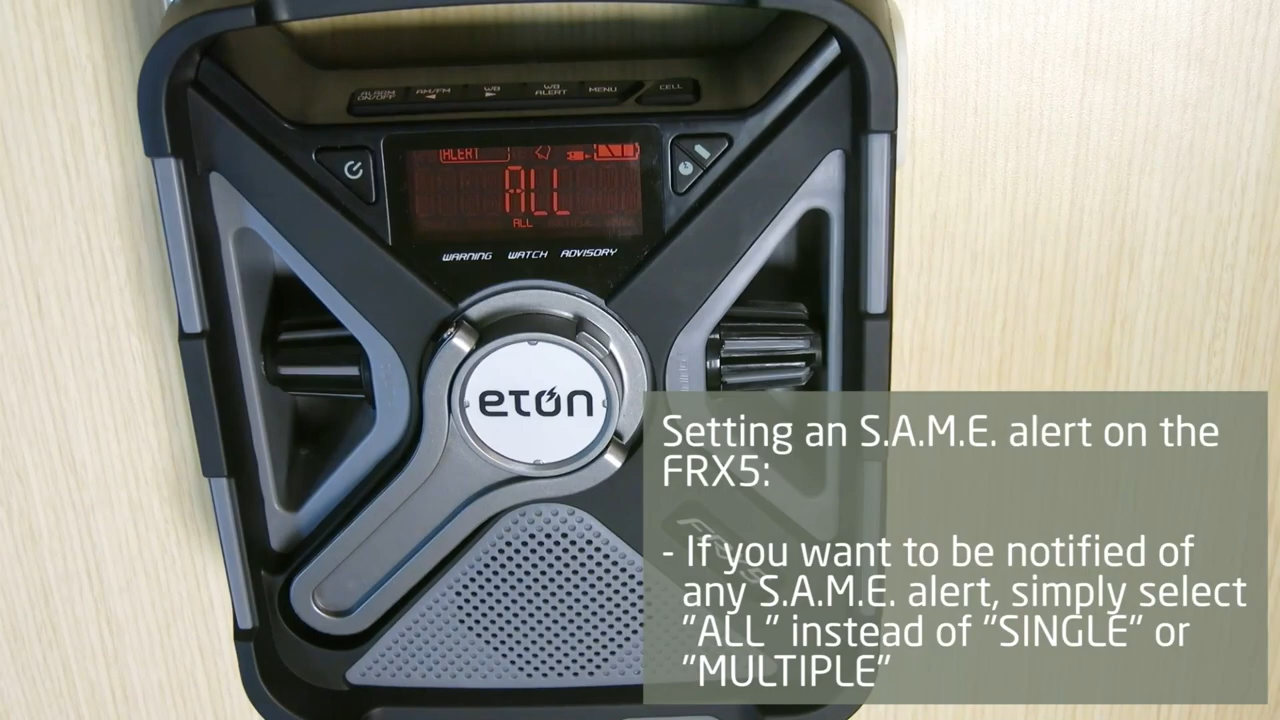 ALARM ON/OFF
AM/FM
WB
WB ALERT
MENU
CELL
ALERT
ALL
ALL
WARNING WATCH ADVISORY
etón
FRX5
Setting an S.A.M.E. alert on the
FRX5:
- If you want to be notified of
any S.A.M.E. alert, simply select
"ALL" instead of "SINGLE" or
"MULTIPLE"